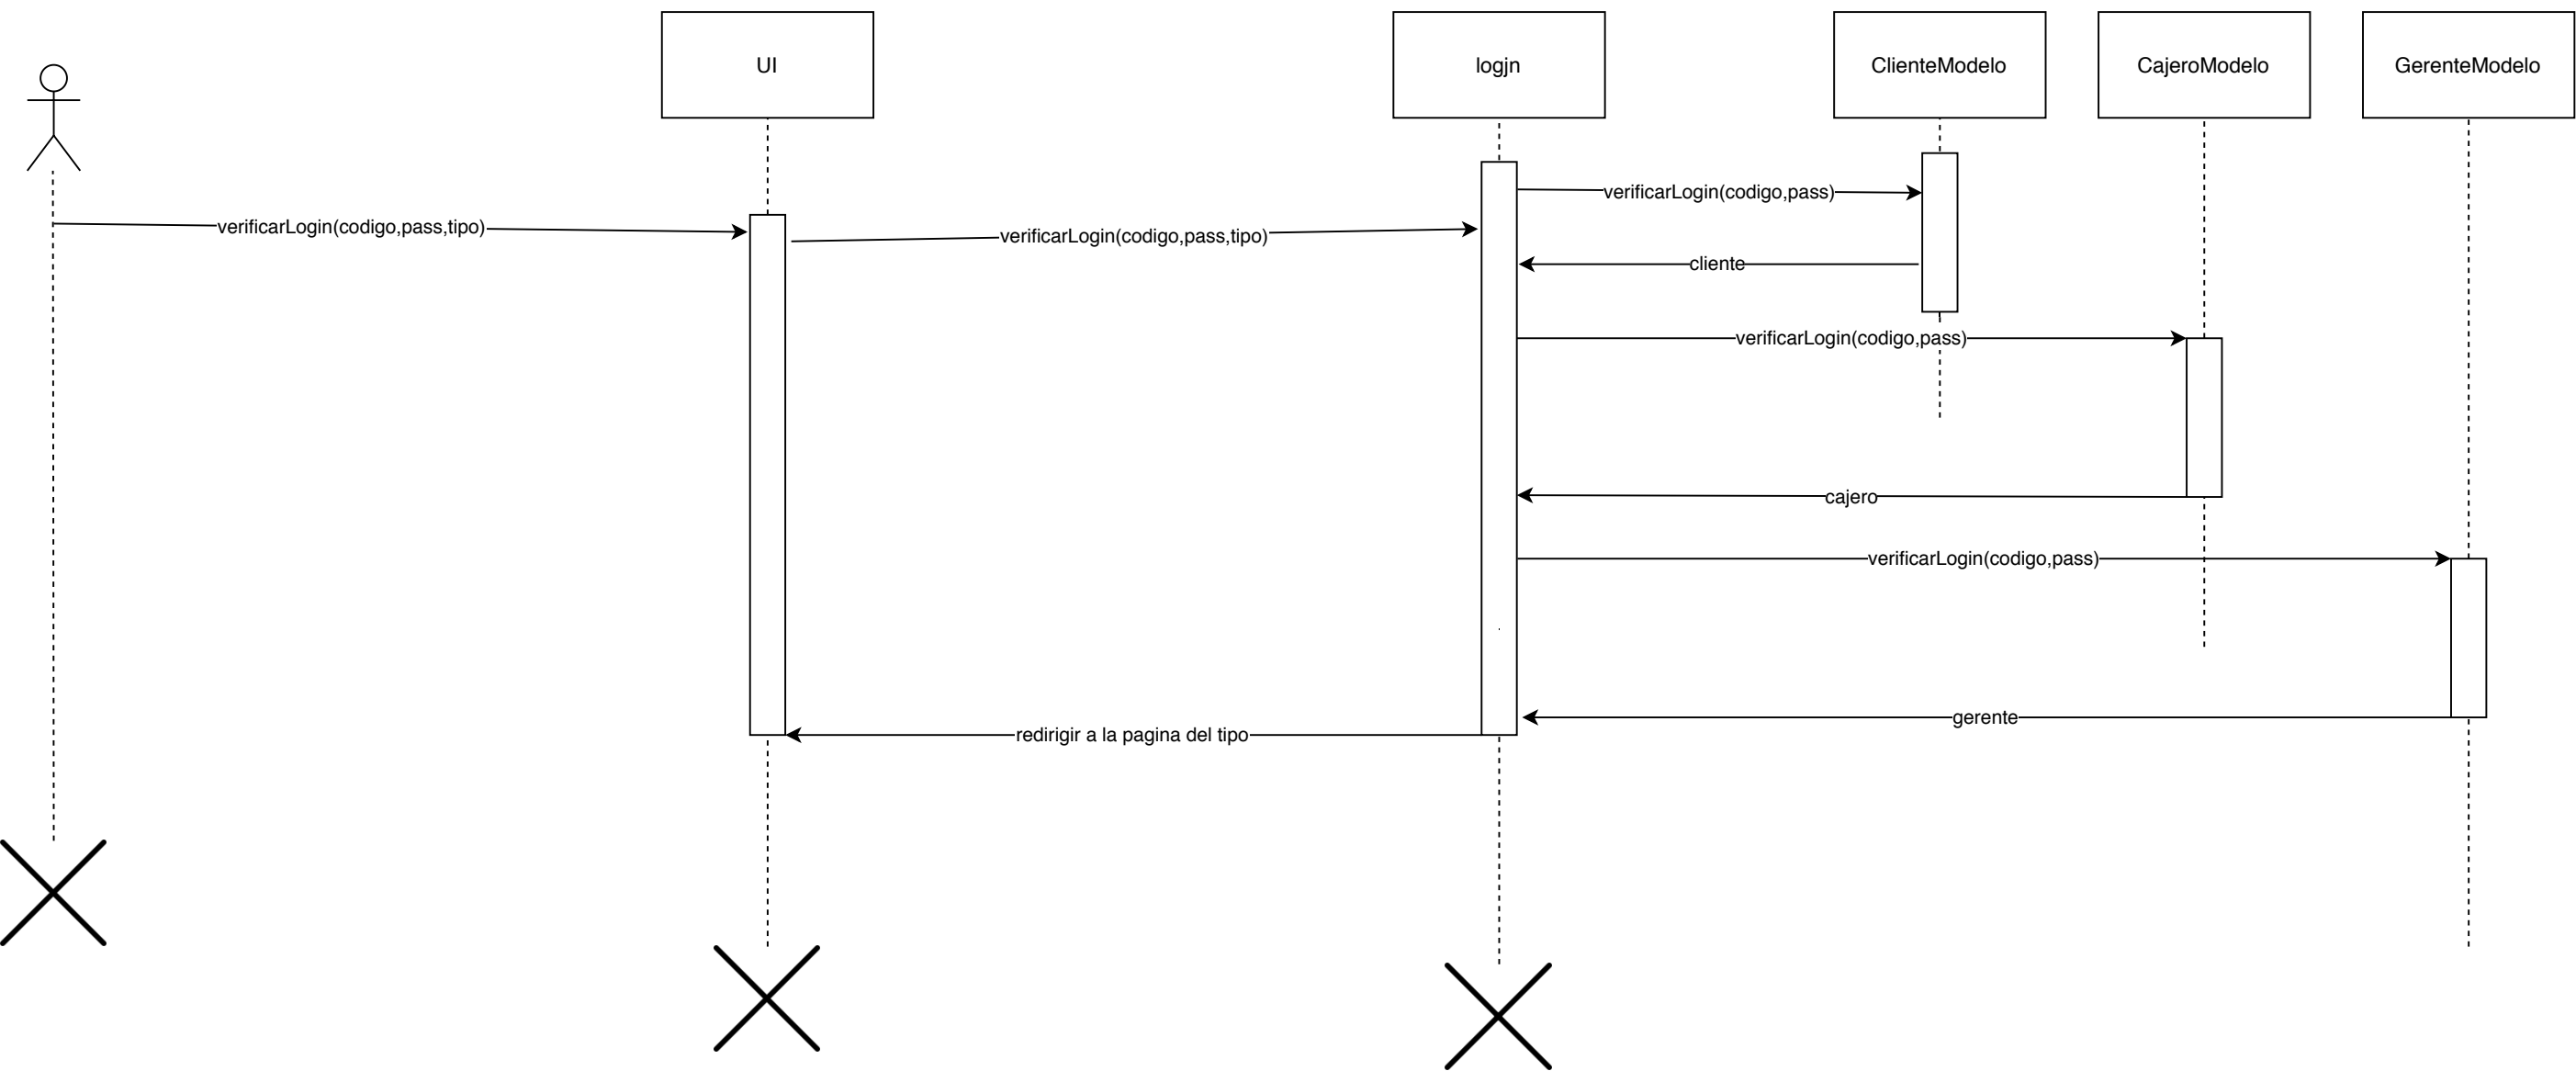 UI
logjn
ClienteModelo
CajeroModelo
GerenteModelo
verificarLogin(codigo,pass)
verificarLogin(codigo,pass,tipo)
verificarLogin(codigo,pass,tipo)
cliente
verificarLogin(codigo,pass)
cajero
verificarLogin(codigo,pass)
gerente
redirigir a la pagina del tipo